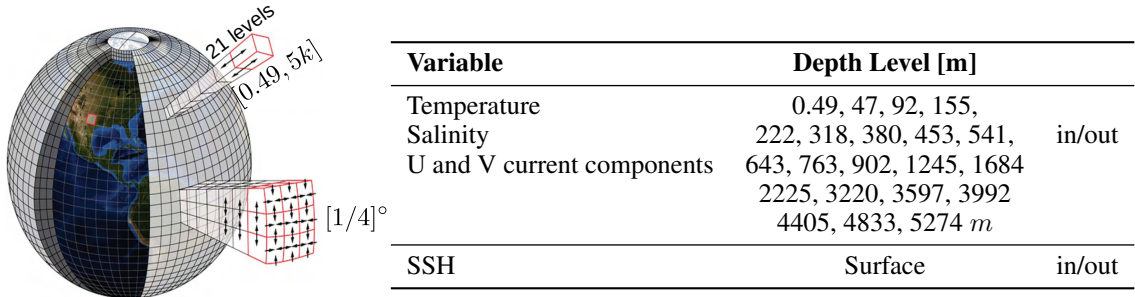 21 levels
[0.49, 5k]
[1/4]°
Variable Depth Level [m]
Temperature 0.49, 47, 92, 155,
Salinity 222, 318, 380, 453, 541, in/out
U and V current components 643, 763, 902, 1245, 1684
2225, 3220, 3597, 3992
4405, 4833, 5274 m
SSH Surface in/out